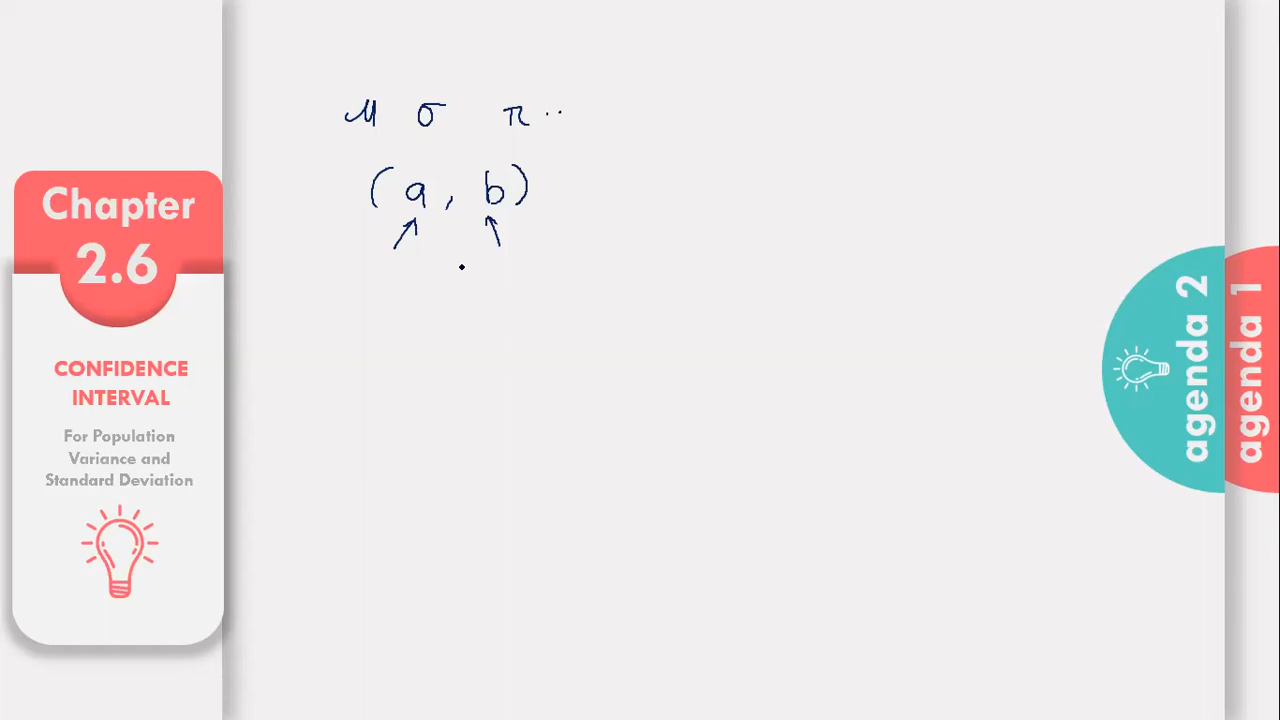 Chapter
2.6
CONFIDENCE
INTERVAL
For Population
Variance and
Standard Deviation
μ σ π ..
(a, b)
agenda 2
agenda 1